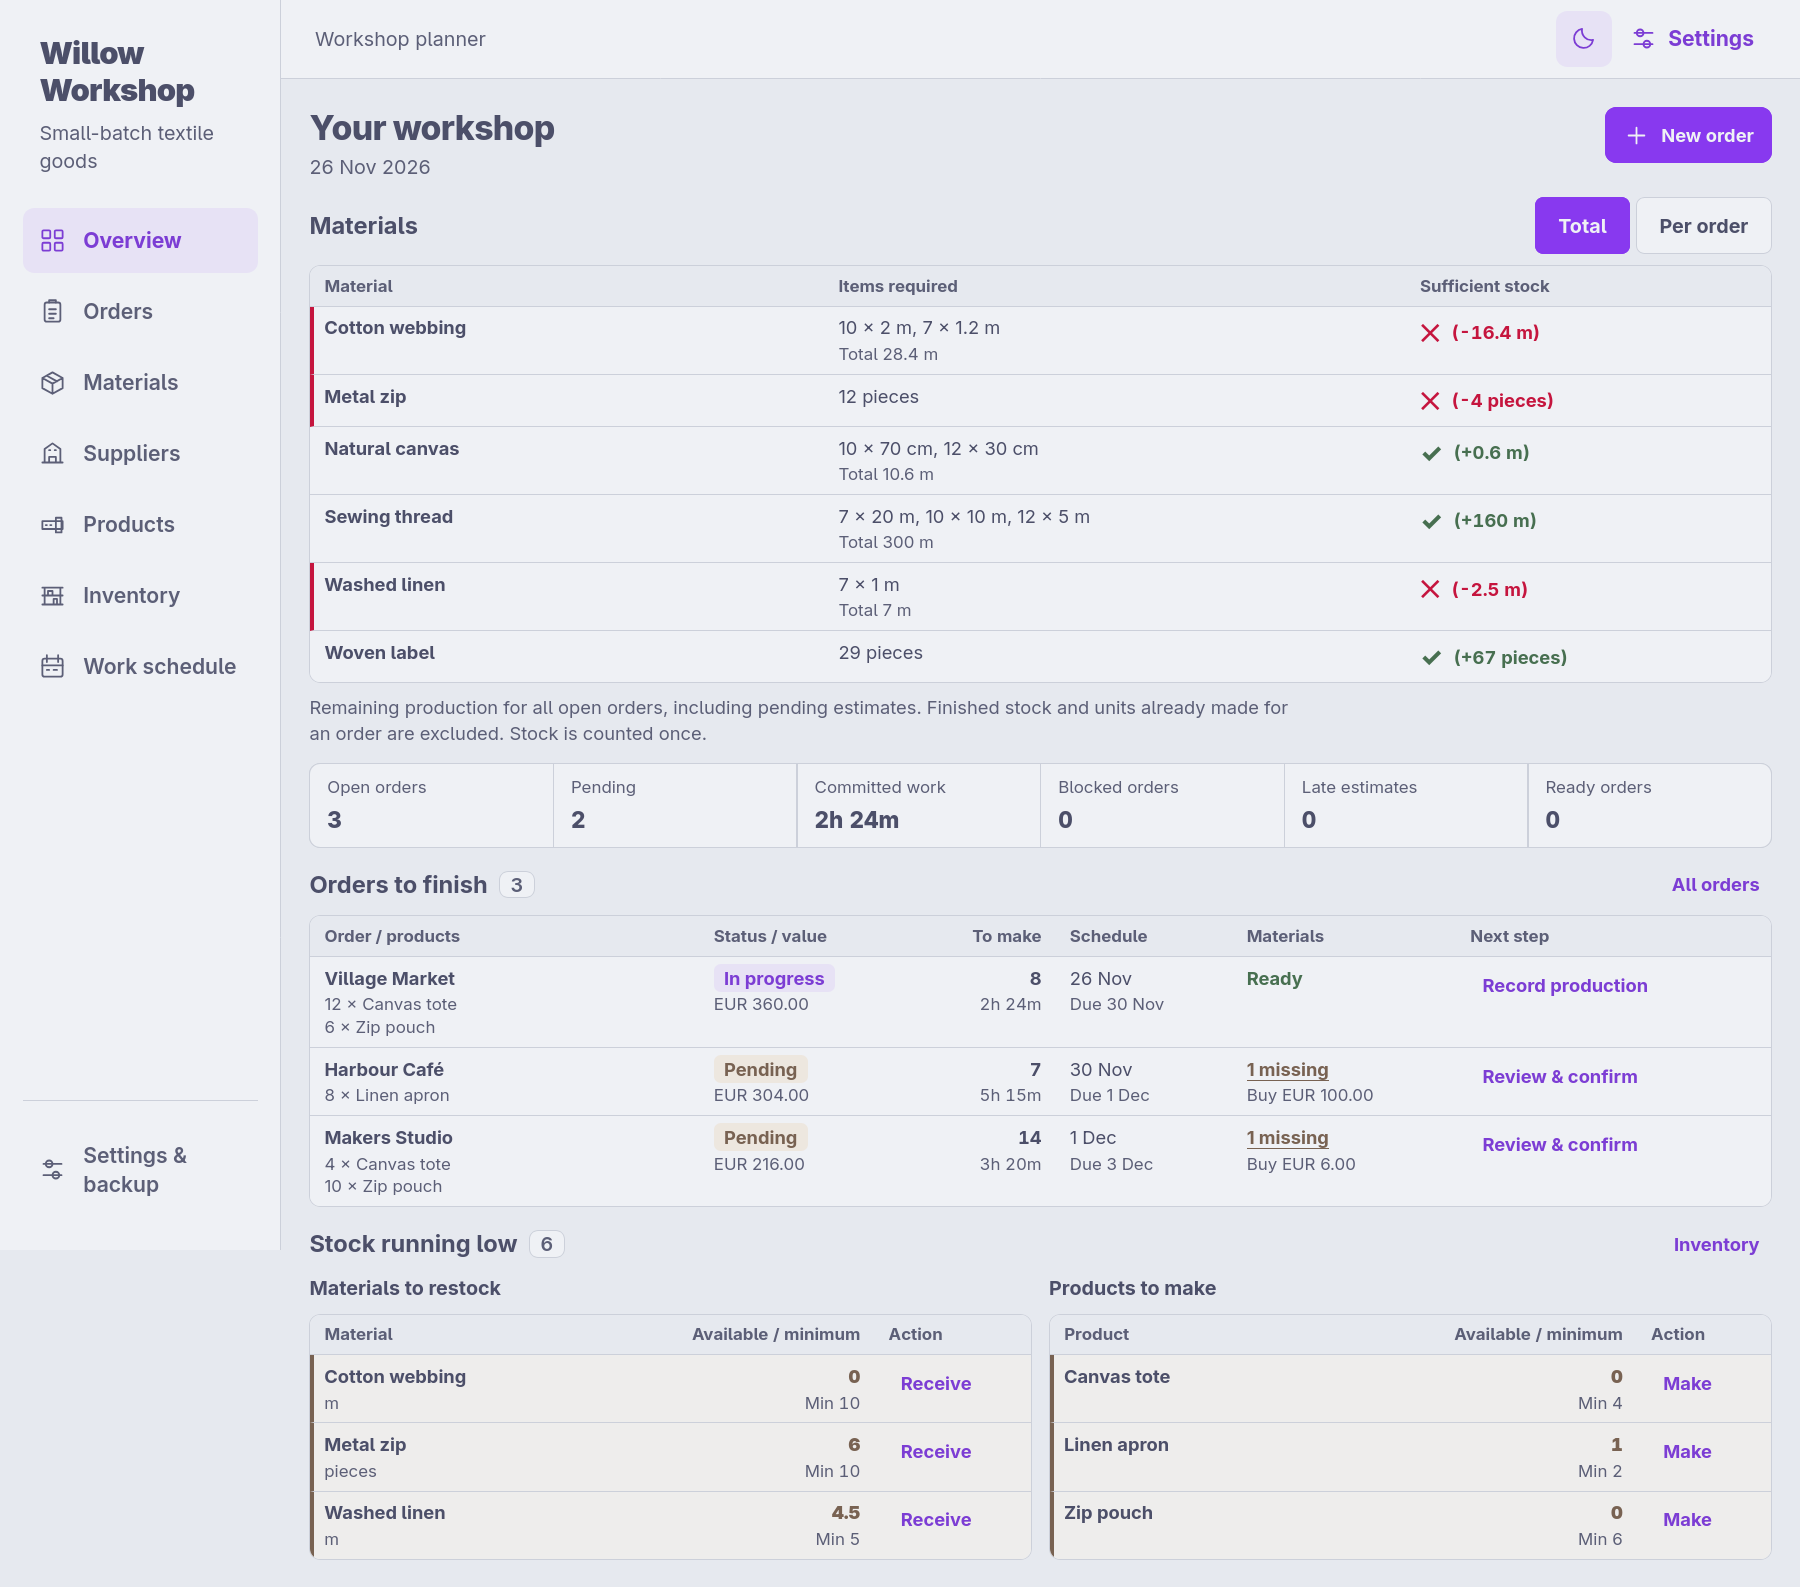 Willow
Workshop
Small-batch textile
goods
Overview
Orders
Materials
Suppliers
Products
Inventory
Work schedule
Settings &
backup
Workshop planner
Settings
Your workshop
26 Nov 2026
New order
Materials
Total
Per order
Material Items required Sufficient stock
Cotton webbing 10 × 2 m, 7 × 1.2 m (-16.4 m)
Total 28.4 m
Metal zip 12 pieces (-4 pieces)
Natural canvas 10 × 70 cm, 12 × 30 cm (+0.6 m)
Total 10.6 m
Sewing thread 7 × 20 m, 10 × 10 m, 12 × 5 m (+160 m)
Total 300 m
Washed linen 7 × 1 m (-2.5 m)
Total 7 m
Woven label 29 pieces (+67 pieces)
Remaining production for all open orders, including pending estimates. Finished stock and units already made for
an order are excluded. Stock is counted once.
Open orders Pending Committed work Blocked orders Late estimates Ready orders
3 2 2h 24m 0 0 0
Orders to finish 3 All orders
Order / products Status / value To make Schedule Materials Next step
Village Market In progress 8 26 Nov Ready Record production
12 × Canvas tote EUR 360.00 2h 24m Due 30 Nov
6 × Zip pouch
Harbour Café Pending 7 30 Nov 1 missing Review & confirm
8 × Linen apron EUR 304.00 5h 15m Due 1 Dec Buy EUR 100.00
Makers Studio Pending 14 1 Dec 1 missing Review & confirm
4 × Canvas tote EUR 216.00 3h 20m Due 3 Dec Buy EUR 6.00
10 × Zip pouch
Stock running low 6 Inventory
Materials to restock
Material Available / minimum Action
Cotton webbing 0 Receive
m Min 10
Metal zip 6 Receive
pieces Min 10
Washed linen 4.5 Receive
m Min 5
Products to make
Product Available / minimum Action
Canvas tote 0 Make
Min 4
Linen apron 1 Make
Min 2
Zip pouch 0 Make
Min 6